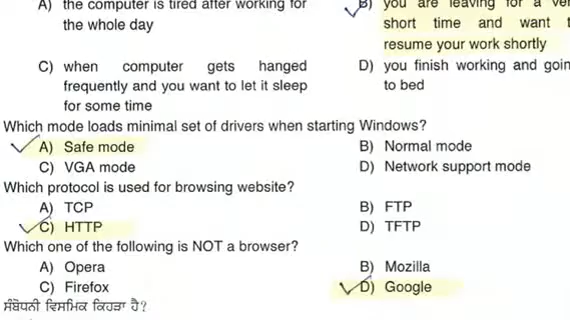 A) the computer is tired after working for the whole day
B) you are leaving for a
short time and want
resume your work shortly
C) when computer gets hanged
frequently and you want to let it sleep
for some time
D) you finish working and
to bed
Which mode loads minimal set of drivers when starting Windows?
A) Safe mode
B) Normal mode
C) VGA mode
D) Network support mode
Which protocol is used for browsing website?
A) TCP
B) FTP
C) HTTP
D) TFTP
Which one of the following is NOT a browser?
A) Opera
B) Mozilla
C) Firefox
D) Google
ਸੰਬੋਧਨੀ ਵਿਸਮਿਕ ਕਿਹੜਾ ਹੈ?